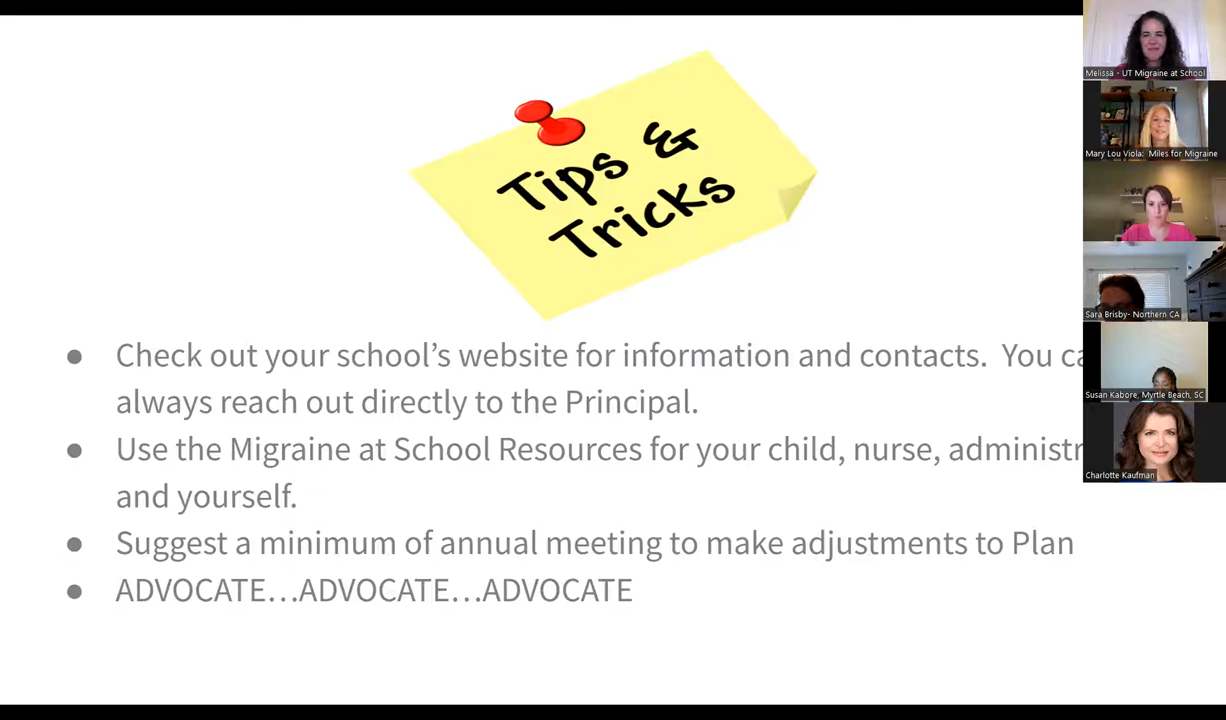 Tips &
Tricks
● Check out your school’s website for information and contacts.  You
always reach out directly to the Principal.
● Use the Migraine at School Resources for your child, nurse,
and yourself.
● Suggest a minimum of annual meeting to make adjustments to Plan
● ADVOCATE…ADVOCATE…ADVOCATE
Melissa - UT Migraine at School
Mary Lou Viola:  Miles for Migraine
Sara Brisby- Northern CA
Susan Kabore, Myrtle Beach, SC
Charlotte Kaufman